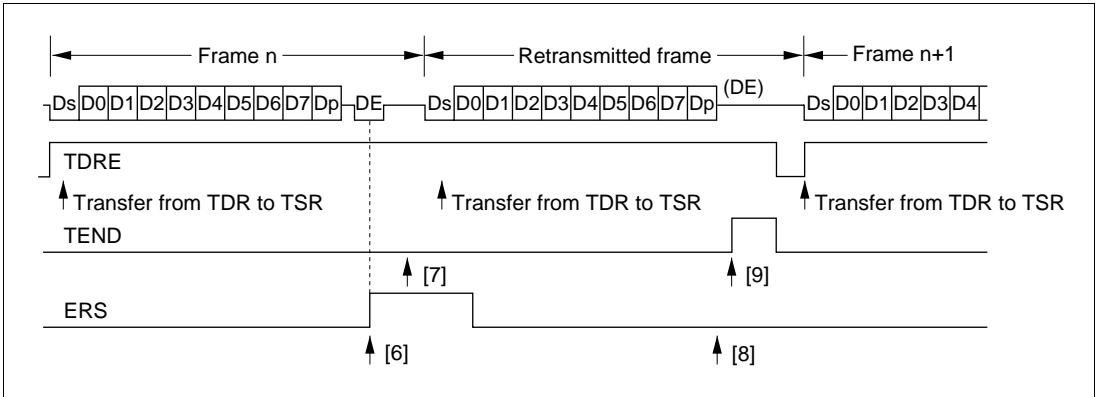 Frame n Retransmitted frame Frame n+1
Ds D0 D1 D2 D3 D4 D5 D6 D7 Dp DE Ds D0 D1 D2 D3 D4 D5 D6 D7 Dp (DE) Ds D0 D1 D2 D3 D4
TDRE
Transfer from TDR to TSR Transfer from TDR to TSR Transfer from TDR to TSR
TEND
[7] [9]
ERS
[6] [8]